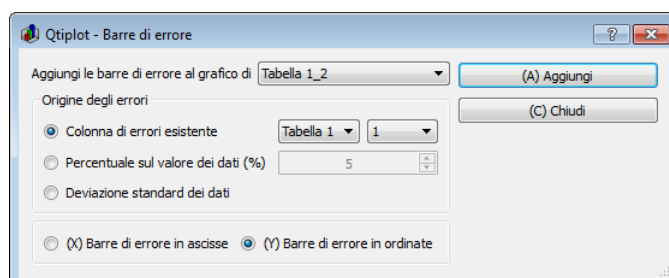 Qtiplot - Barre di errore
Aggiungi le barre di errore al grafico di Tabella 1_2
(A) Aggiungi
Origine degli errori
(C) Chiudi
Colonna di errori esistente Tabella 1 1
Percentuale sul valore dei dati (%) 5
Deviazione standard dei dati
(X) Barre di errore in ascisse (Y) Barre di errore in ordinate